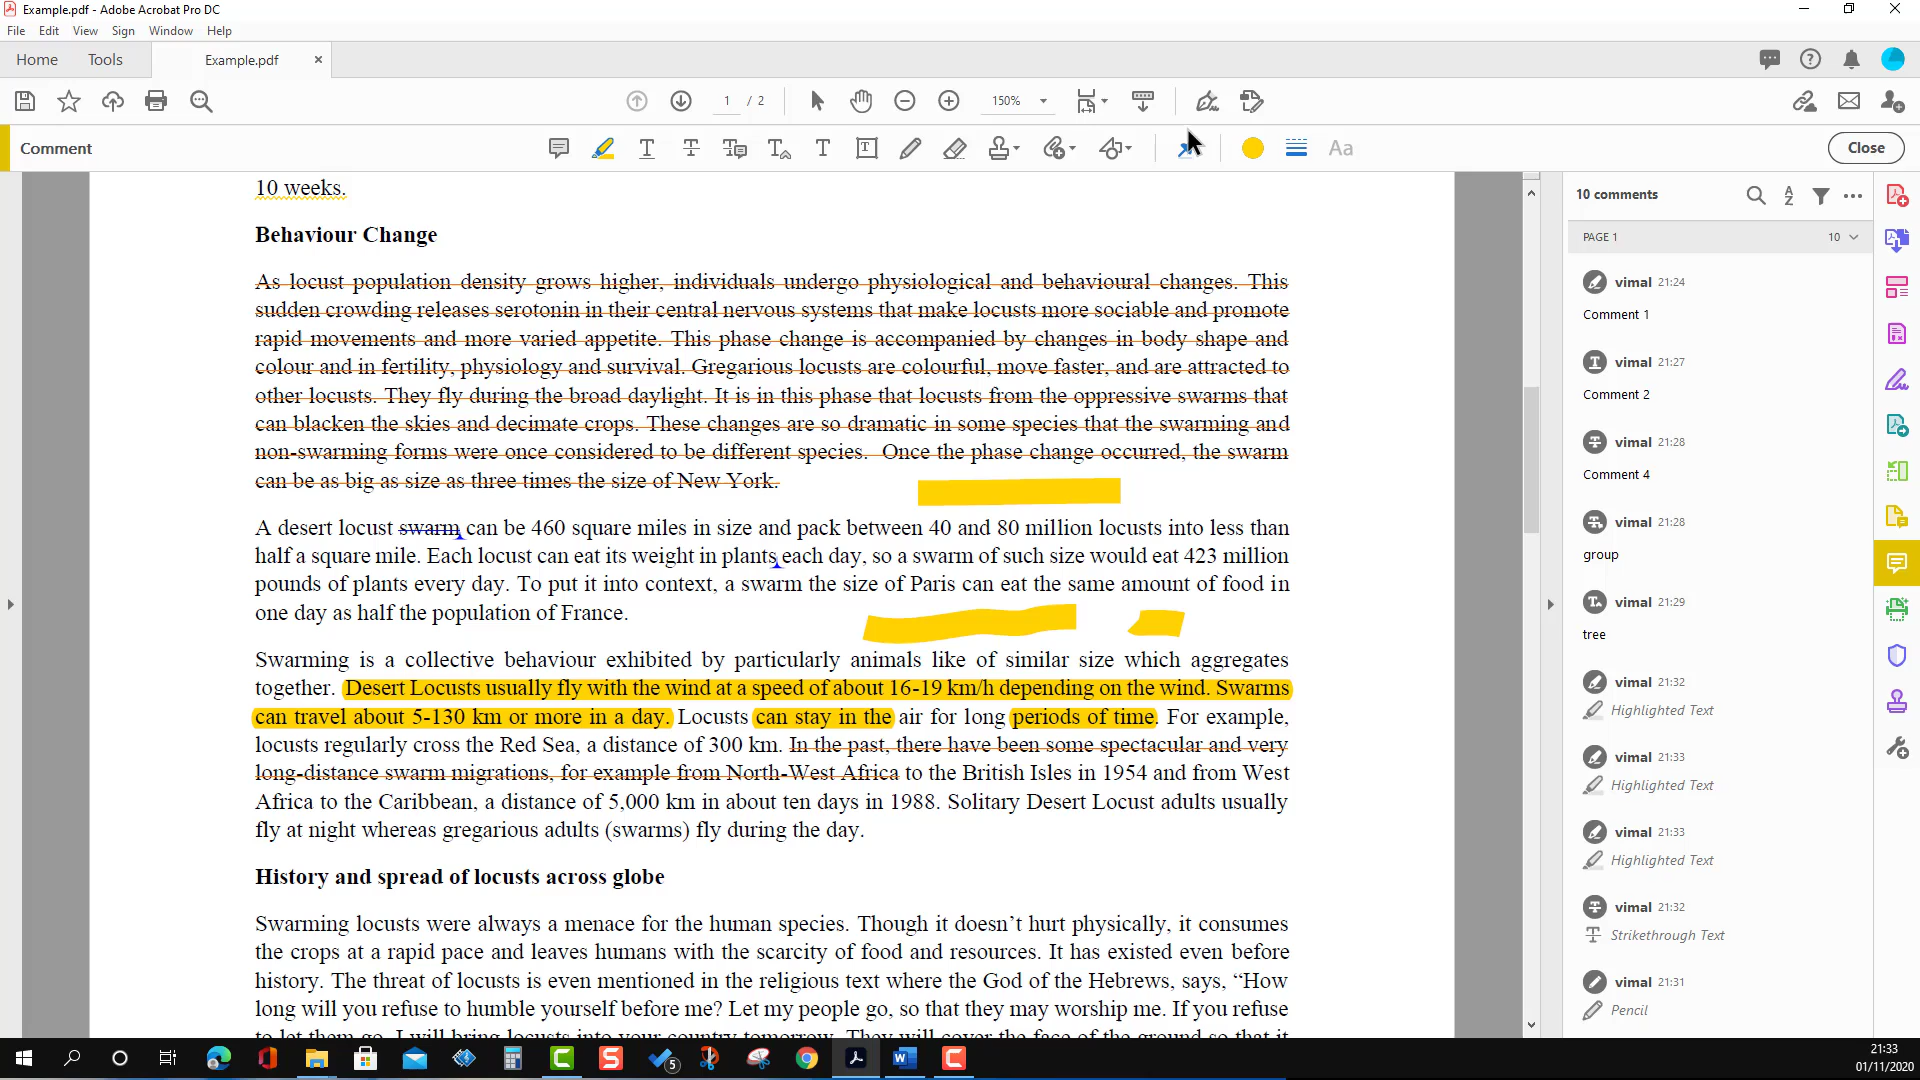 Example.pdf - Adobe Acrobat Pro DC
File Edit View Sign Window Help
Home Tools Example.pdf ×
1 / 2 150%
Comment Aa Close
10 weeks.
Behaviour Change
As locust population density grows higher, individuals undergo physiological and behavioural changes. This
sudden crowding releases serotonin in their central nervous systems that make locusts more sociable and promote
rapid movements and more varied appetite. This phase change is accompanied by changes in body shape and
colour and in fertility, physiology and survival. Gregarious locusts are colourful, move faster, and are attracted to
other locusts. They fly during the broad daylight. It is in this phase that locusts from the oppressive swarms that
can blacken the skies and decimate crops. These changes are so dramatic in some species that the swarming and
non-swarming forms were once considered to be different species. Once the phase change occurred, the swarm
can be as big as size as three times the size of New York.
A desert locust swarm can be 460 square miles in size and pack between 40 and 80 million locusts into less than
half a square mile. Each locust can eat its weight in plants each day, so a swarm of such size would eat 423 million
pounds of plants every day. To put it into context, a swarm the size of Paris can eat the same amount of food in
one day as half the population of France.
Swarming is a collective behaviour exhibited by particularly animals like of similar size which aggregates
together. Desert Locusts usually fly with the wind at a speed of about 16-19 km/h depending on the wind. Swarms
can travel about 5-130 km or more in a day. Locusts can stay in the air for long periods of time. For example,
locusts regularly cross the Red Sea, a distance of 300 km. In the past, there have been some spectacular and very
long-distance swarm migrations, for example from North-West Africa to the British Isles in 1954 and from West
Africa to the Caribbean, a distance of 5,000 km in about ten days in 1988. Solitary Desert Locust adults usually
fly at night whereas gregarious adults (swarms) fly during the day.
History and spread of locusts across globe
Swarming locusts were always a menace for the human species. Though it doesn’t hurt physically, it consumes
the crops at a rapid pace and leaves humans with the scarcity of food and resources. It has existed even before
history. The threat of locusts is even mentioned in the religious text where the God of the Hebrews, says, “How
long will you refuse to humble yourself before me? Let my people go, so that they may worship me. If you refuse
to let them go, I will bring locusts into your country tomorrow. They will cover the face of the ground so that it
10 comments
PAGE 1 10
vimal 21:24
Comment 1
vimal 21:27
Comment 2
vimal 21:28
Comment 4
vimal 21:28
group
vimal 21:29
tree
vimal 21:32
Highlighted Text
vimal 21:33
Highlighted Text
vimal 21:33
Highlighted Text
vimal 21:32
Strikethrough Text
vimal 21:31
Pencil
5
21:33
01/11/2020